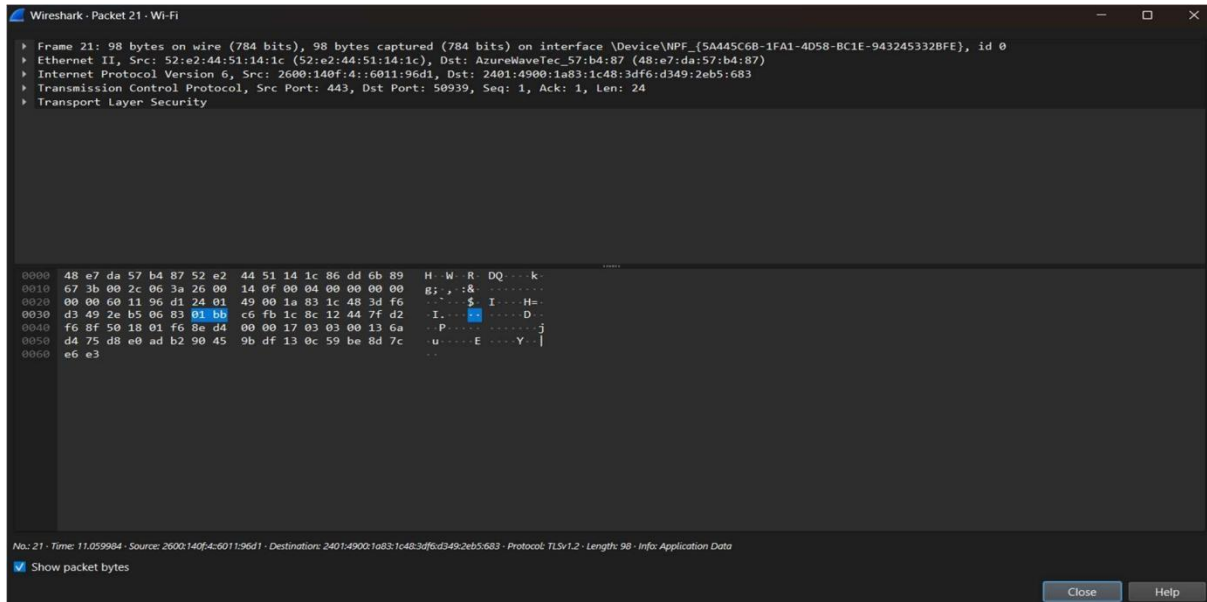 Wireshark · Packet 21 · Wi-Fi
Frame 21: 98 bytes on wire (784 bits), 98 bytes captured (784 bits) on interface \Device\NPF_{5A445C6B-1FA1-4D58-BC1E-943245332BFE}, id 0
Ethernet II, Src: 52:e2:44:51:14:1c (52:e2:44:51:14:1c), Dst: AzureWaveTec_57:b4:87 (48:e7:da:57:b4:87)
Internet Protocol Version 6, Src: 2600:140f:4::6011:96d1, Dst: 2401:4900:1a83:1c48:3df6:d349:2eb5:683
Transmission Control Protocol, Src Port: 443, Dst Port: 50939, Seq: 1, Ack: 1, Len: 24
Transport Layer Security
0000 48 e7 da 57 b4 87 52 e2 44 51 14 1c 86 dd 6b 89 H··W··R· DQ····k·
0010 67 3b 00 2c 06 3a 26 00 14 0f 00 04 00 00 00 00 g;·,·:&· ········
0020 00 00 60 11 96 d1 24 01 49 00 1a 83 1c 48 3d f6 ··`···$· I····H=·
0030 d3 49 2e b5 06 83 01 bb c6 fb 1c 8c 12 44 7f d2 ·I.····· ·····D··
0040 f6 8f 50 18 01 f6 8e d4 00 00 17 03 03 00 13 6a ··P····· ·······j
0050 d4 75 d8 e0 ad b2 90 45 9b df 13 0c 59 be 8d 7c ·u·····E ····Y··|
0060 e6 e3 ··
No.: 21 · Time: 11.059984 · Source: 2600:140f:4::6011:96d1 · Destination: 2401:4900:1a83:1c48:3df6:d349:2eb5:683 · Protocol: TLSv1.2 · Length: 98 · Info: Application Data
Show packet bytes
Close Help